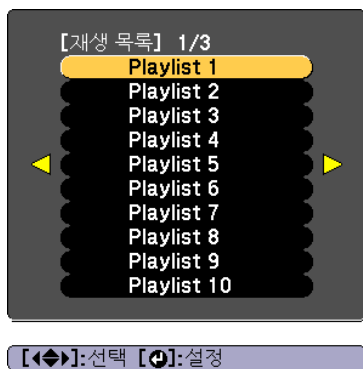 [재생 목록] 1/3
Playlist 1
Playlist 2
Playlist 3
Playlist 4
Playlist 5
Playlist 6
Playlist 7
Playlist 8
Playlist 9
Playlist 10
[◀◆▶]:선택 [↵]:설정